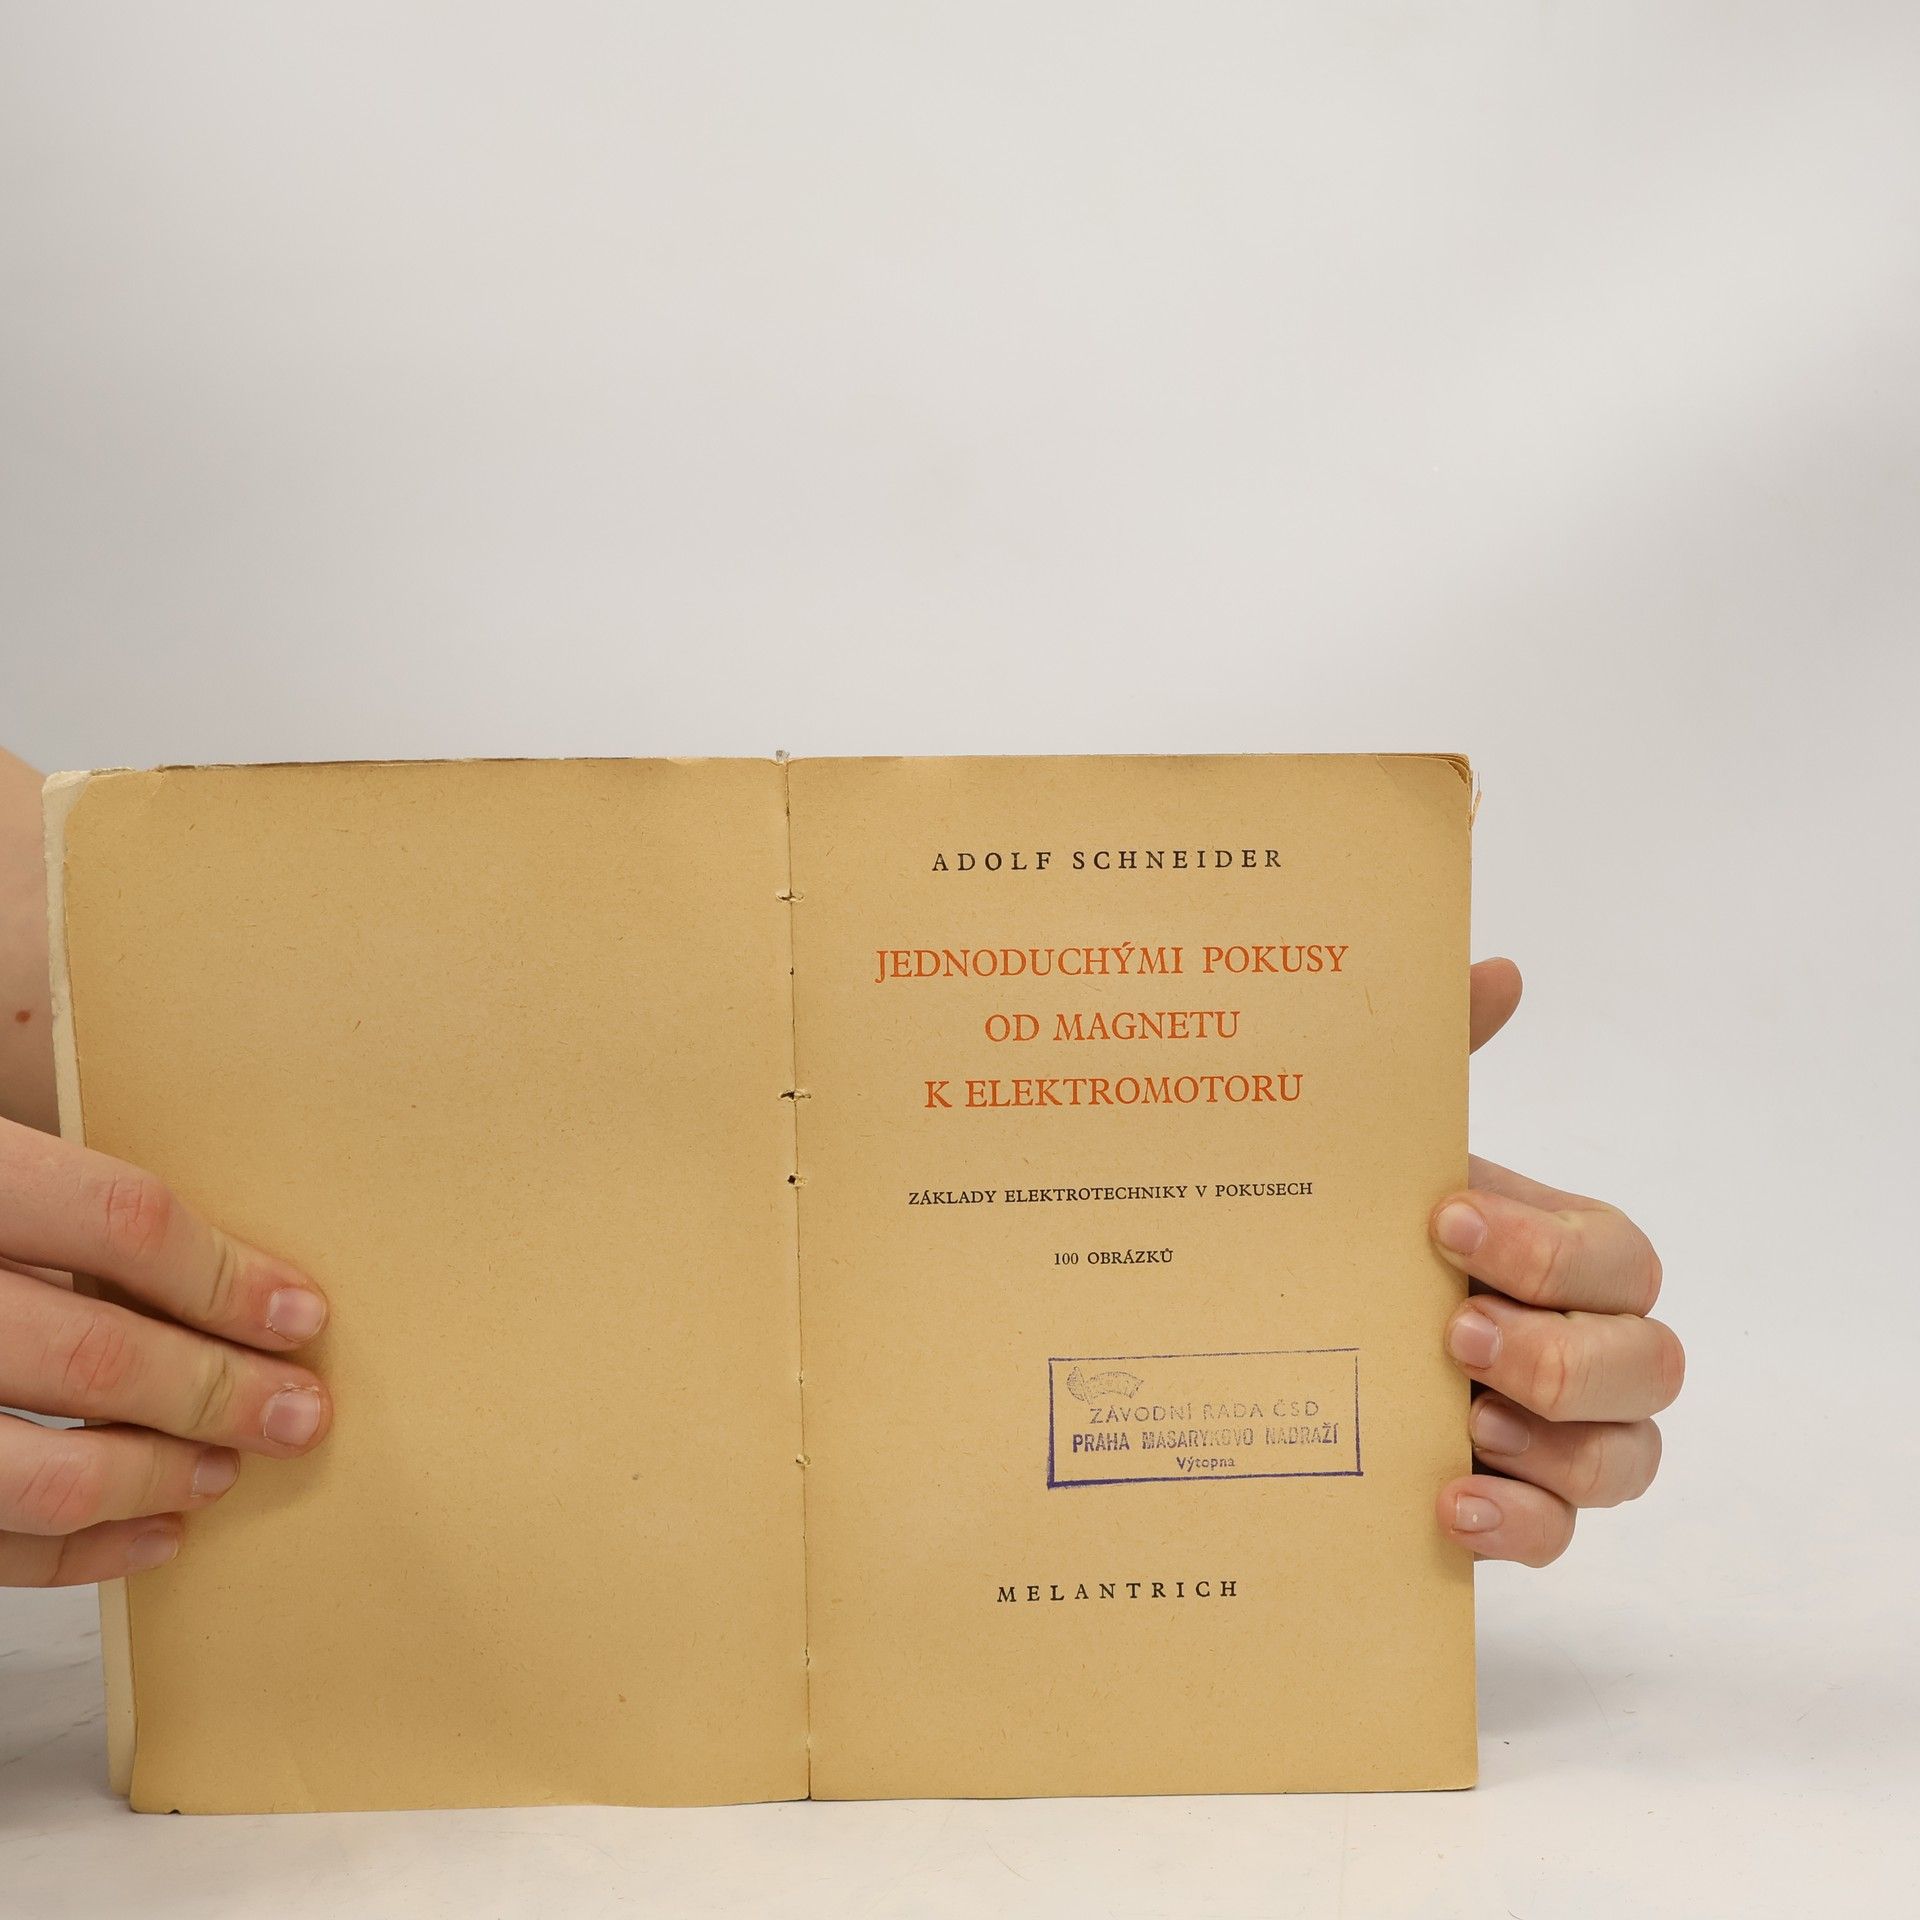 ADOLF SCHNEIDER
JEDNODUCHÝMI POKUSY
OD MAGNETU
K ELEKTROMOTORU
ZÁKLADY ELEKTROTECHNIKY V POKUSECH
100 OBRÁZKŮ
ZÁVODNÍ RADA ČSD
PRAHA MASARYKOVO NADRAŽÍ
Výtopna
MELANTRICH